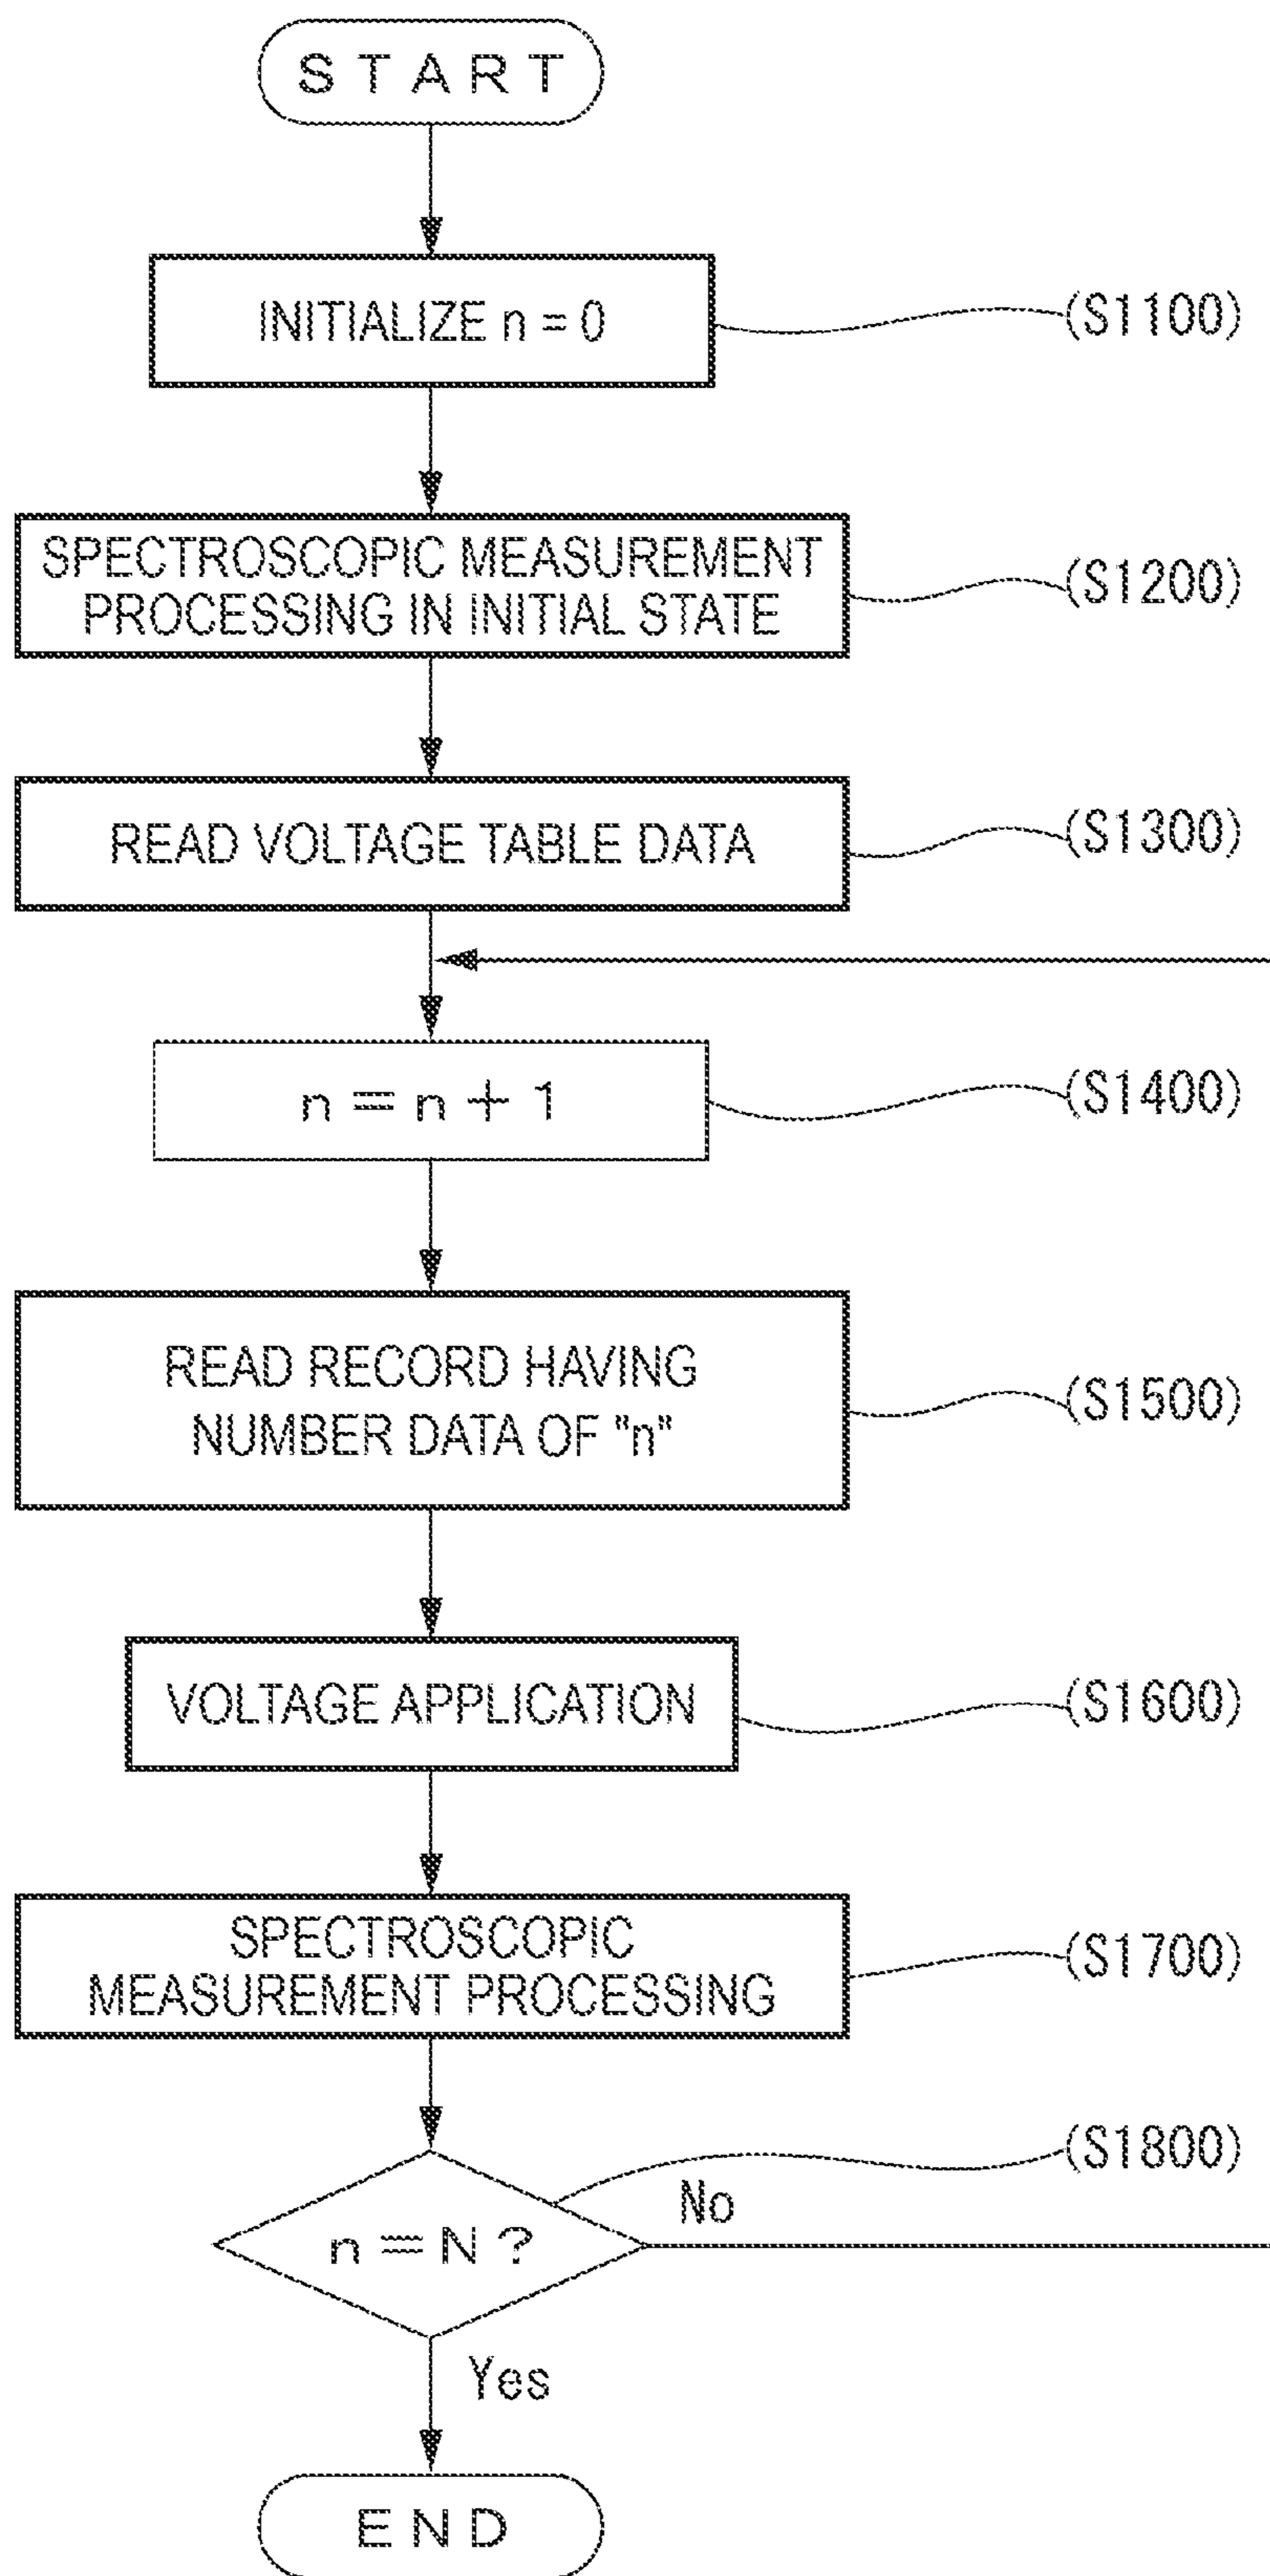 START
INITIALIZE n = 0
(S1100)
SPECTROSCOPIC MEASUREMENT
PROCESSING IN INITIAL STATE
(S1200)
READ VOLTAGE TABLE DATA
(S1300)
n = n + 1
(S1400)
READ RECORD HAVING
NUMBER DATA OF "n"
(S1500)
VOLTAGE APPLICATION
(S1600)
SPECTROSCOPIC
MEASUREMENT PROCESSING
(S1700)
(S1800)
n = N ?
No
Yes
END